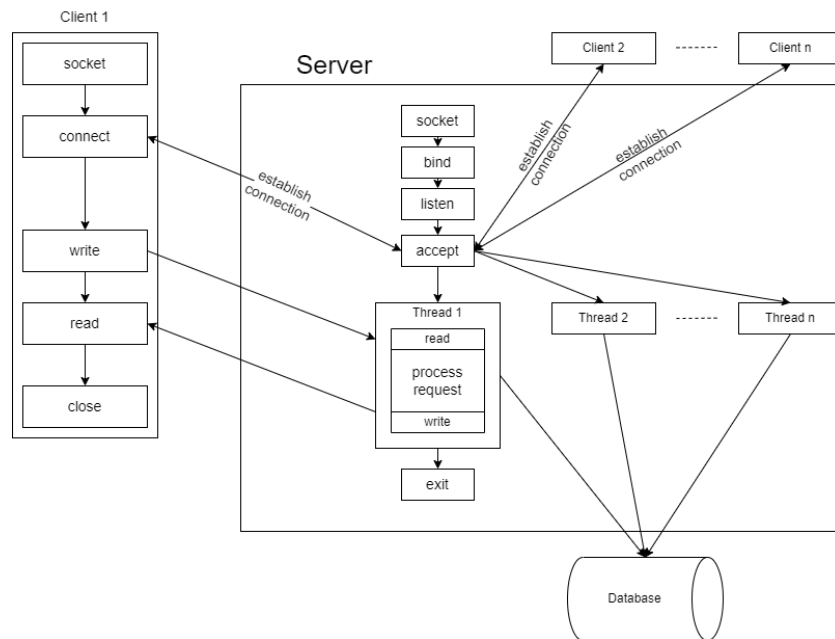 Client 1
socket
connect
write
read
close
Server
Client 2
Client n
establish
connection
establish
connection
establish
connection
socket
bind
listen
accept
Thread 1
read
process
request
write
exit
Thread 2
Thread n
Database